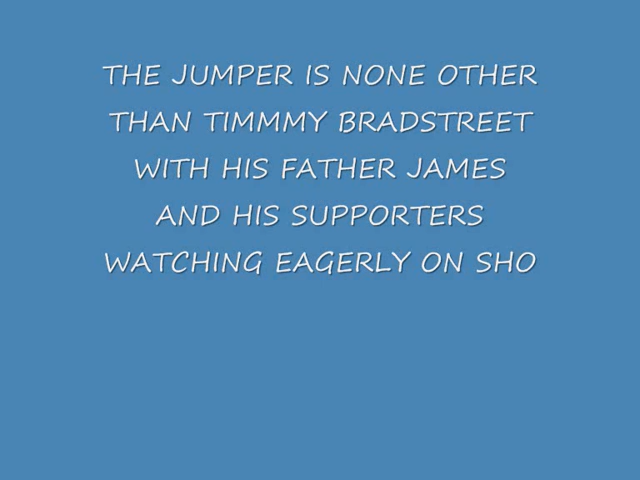 THE JUMPER IS NONE OTHER
THAN TIMMMY BRADSTREET
WITH HIS FATHER JAMES
AND HIS SUPPORTERS
WATCHING EAGERLY ON SHO